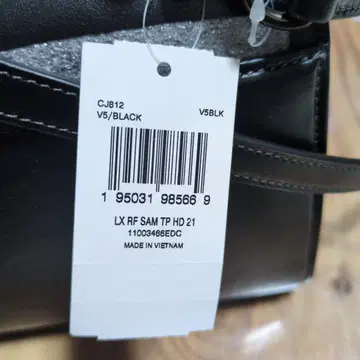 CJ812
V5/BLACK V5BLK
1 95031 98566 9
LX RF SAM TP HD 21
11003466EDC
MADE IN VIETNAM